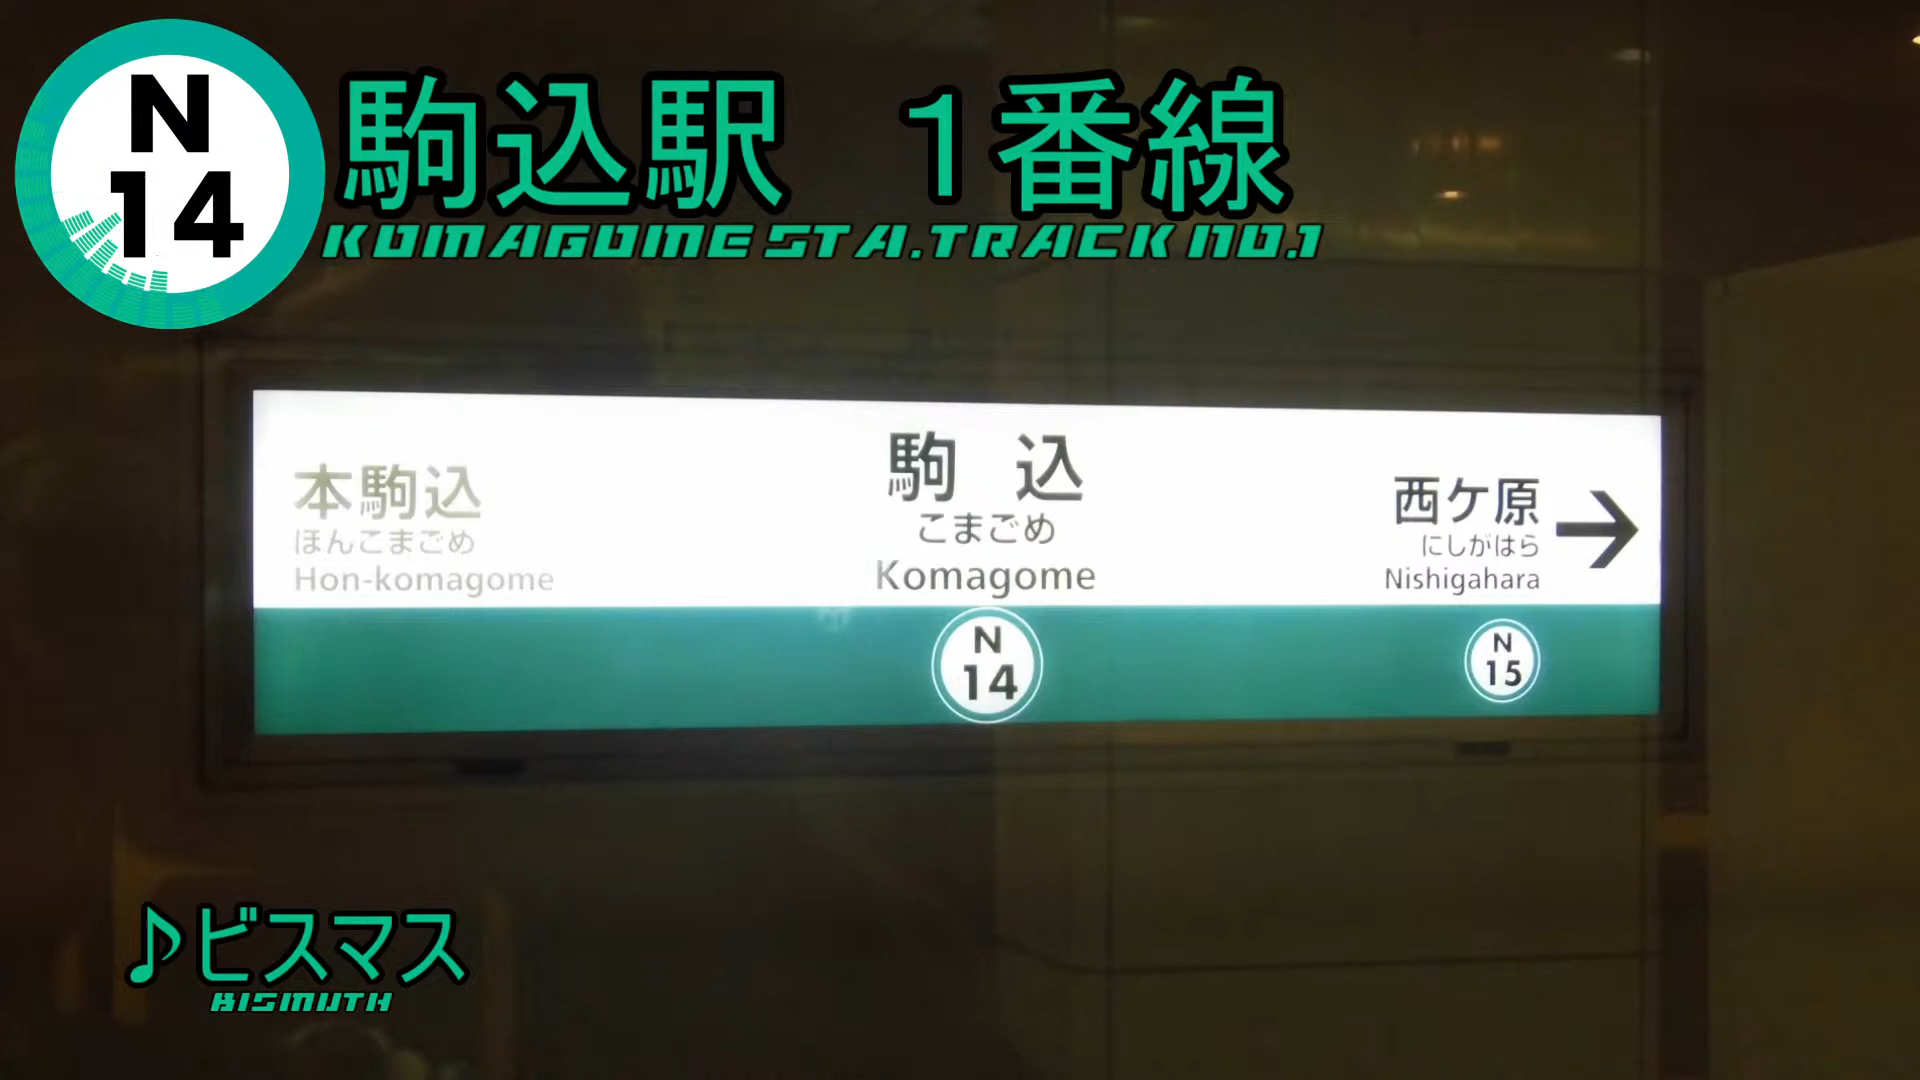 N
14
駒込駅　1番線
KOMAGOME STA.TRACK NO.1
本駒込
ほんこまごめ
Hon-komagome
駒込
こまごめ
Komagome
N
14
西ケ原
にしがはら
Nishigahara
→
N
15
♪ビスマス
BISMUTH